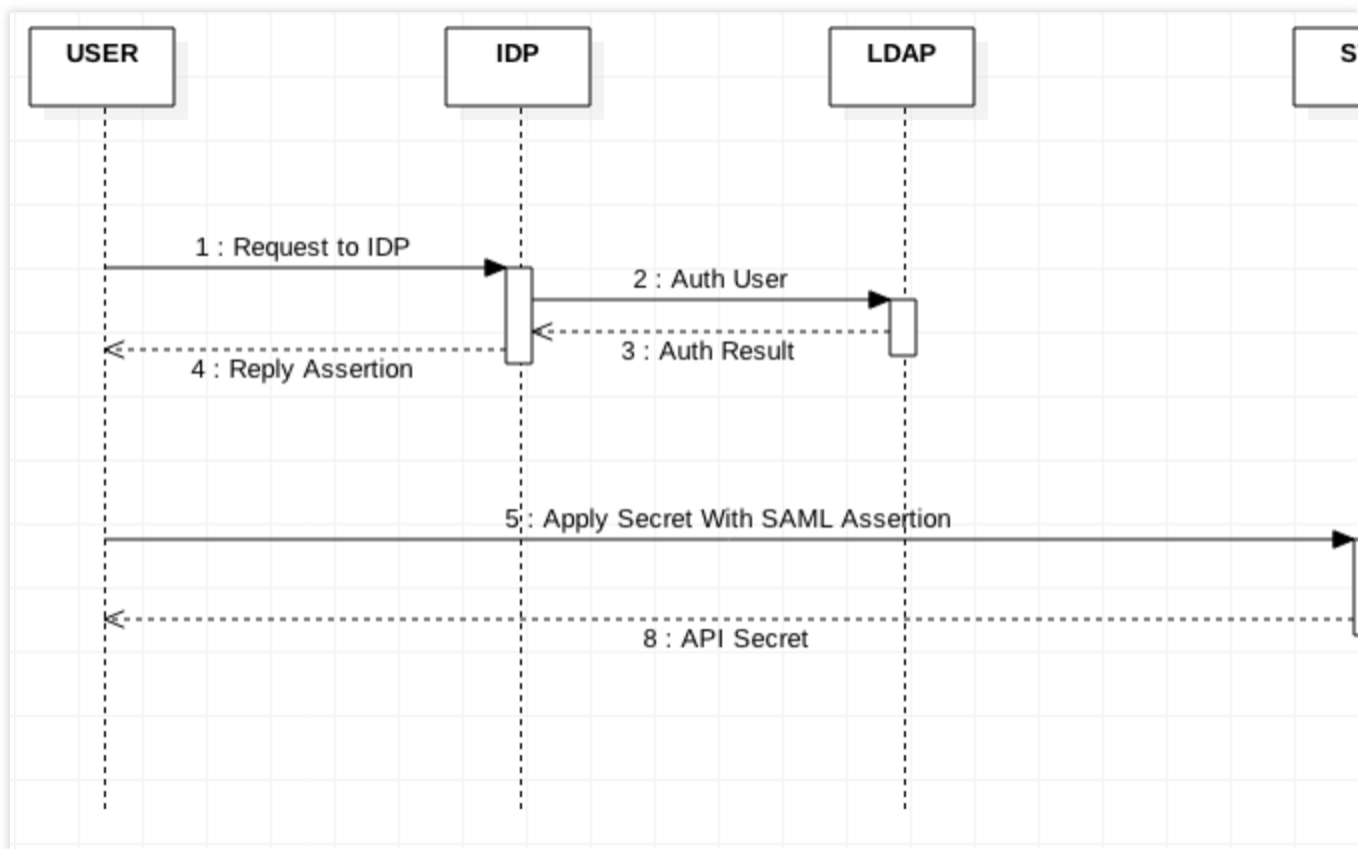 USER
IDP
LDAP
1 : Request to IDP
2 : Auth User
3 : Auth Result
4 : Reply Assertion
5 : Apply Secret With SAML Assertion
8 : API Secret